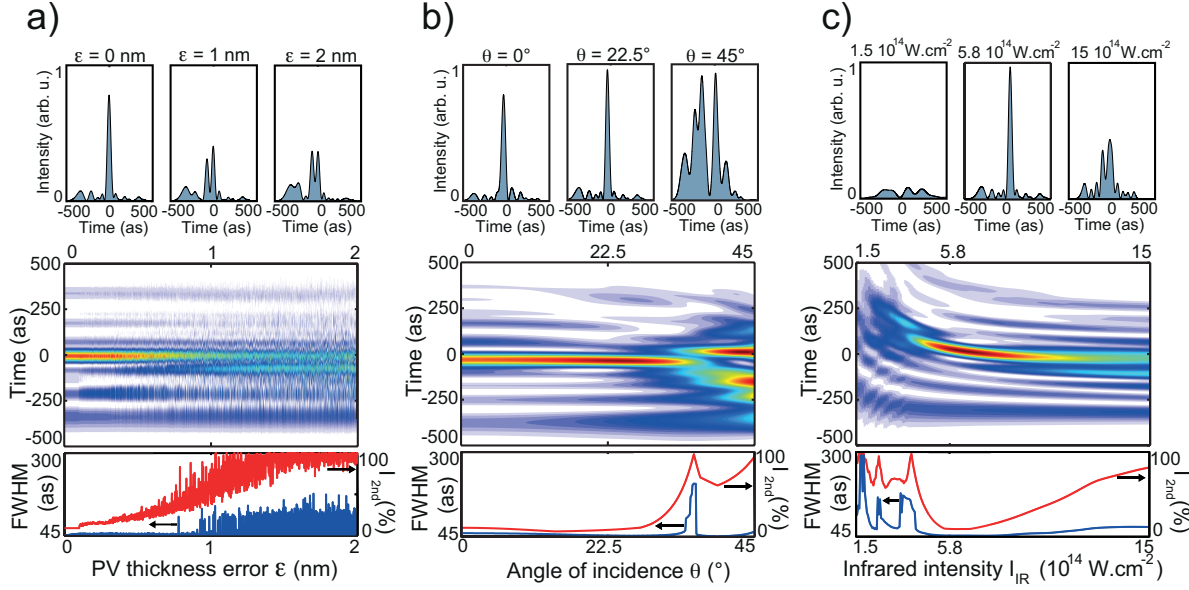 a)
ε = 0 nm ε = 1 nm ε = 2 nm
Intensity (arb. u.)
1
0
-500 0 500 -500 0 500 -500 0 500
Time (as) Time (as) Time (as)
0 1 2
Time (as)
500
250
0
-250
-500
FWHM (as)
300
45
100
0
I2nd(%)
0 1 2
PV thickness error ε (nm)
b)
θ = 0° θ = 22.5° θ = 45°
Intensity (arb. u.)
1
0
-500 0 500 -500 0 500 -500 0 500
Time (as) Time (as) Time (as)
0 22.5 45
Time (as)
500
250
0
-250
-500
FWHM (as)
300
45
100
0
I2nd(%)
0 22.5 45
Angle of incidence θ (°)
c)
1.5 10^14W.cm-2 5.8 10^14W.cm-2 15 10^14W.cm-2
Intensity (arb. u.)
1
0
-500 0 500 -500 0 500 -500 0 500
Time (as) Time (as) Time (as)
1.5 5.8 15
Time (as)
500
250
0
-250
-500
FWHM (as)
300
45
100
0
I2nd(%)
1.5 5.8 15
Infrared intensity I_IR (10^14 W.cm-2)